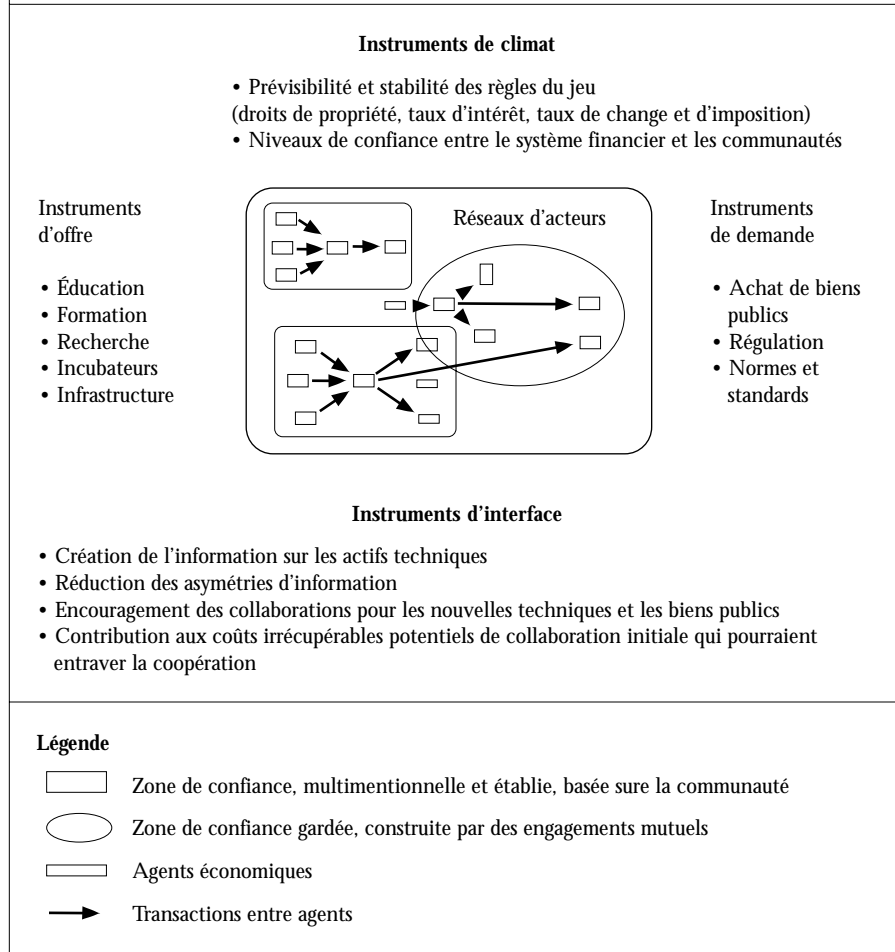 Instruments de climat
• Prévisibilité et stabilité des règles du jeu
(droits de propriété, taux d'intérêt, taux de change et d'imposition)
• Niveaux de confiance entre le système financier et les communautés
Instruments
d'offre
• Éducation
• Formation
• Recherche
• Incubateurs
• Infrastructure
Réseaux d'acteurs
Instruments
de demande
• Achat de biens
publics
• Régulation
• Normes et
standards
Instruments d'interface
• Création de l'information sur les actifs techniques
• Réduction des asymétries d'information
• Encouragement des collaborations pour les nouvelles techniques et les biens publics
• Contribution aux coûts irrécupérables potentiels de collaboration initiale qui pourraient
entraver la coopération
Légende
Zone de confiance, multimentionnelle et établie, basée sure la communauté
Zone de confiance gardée, construite par des engagements mutuels
Agents économiques
Transactions entre agents